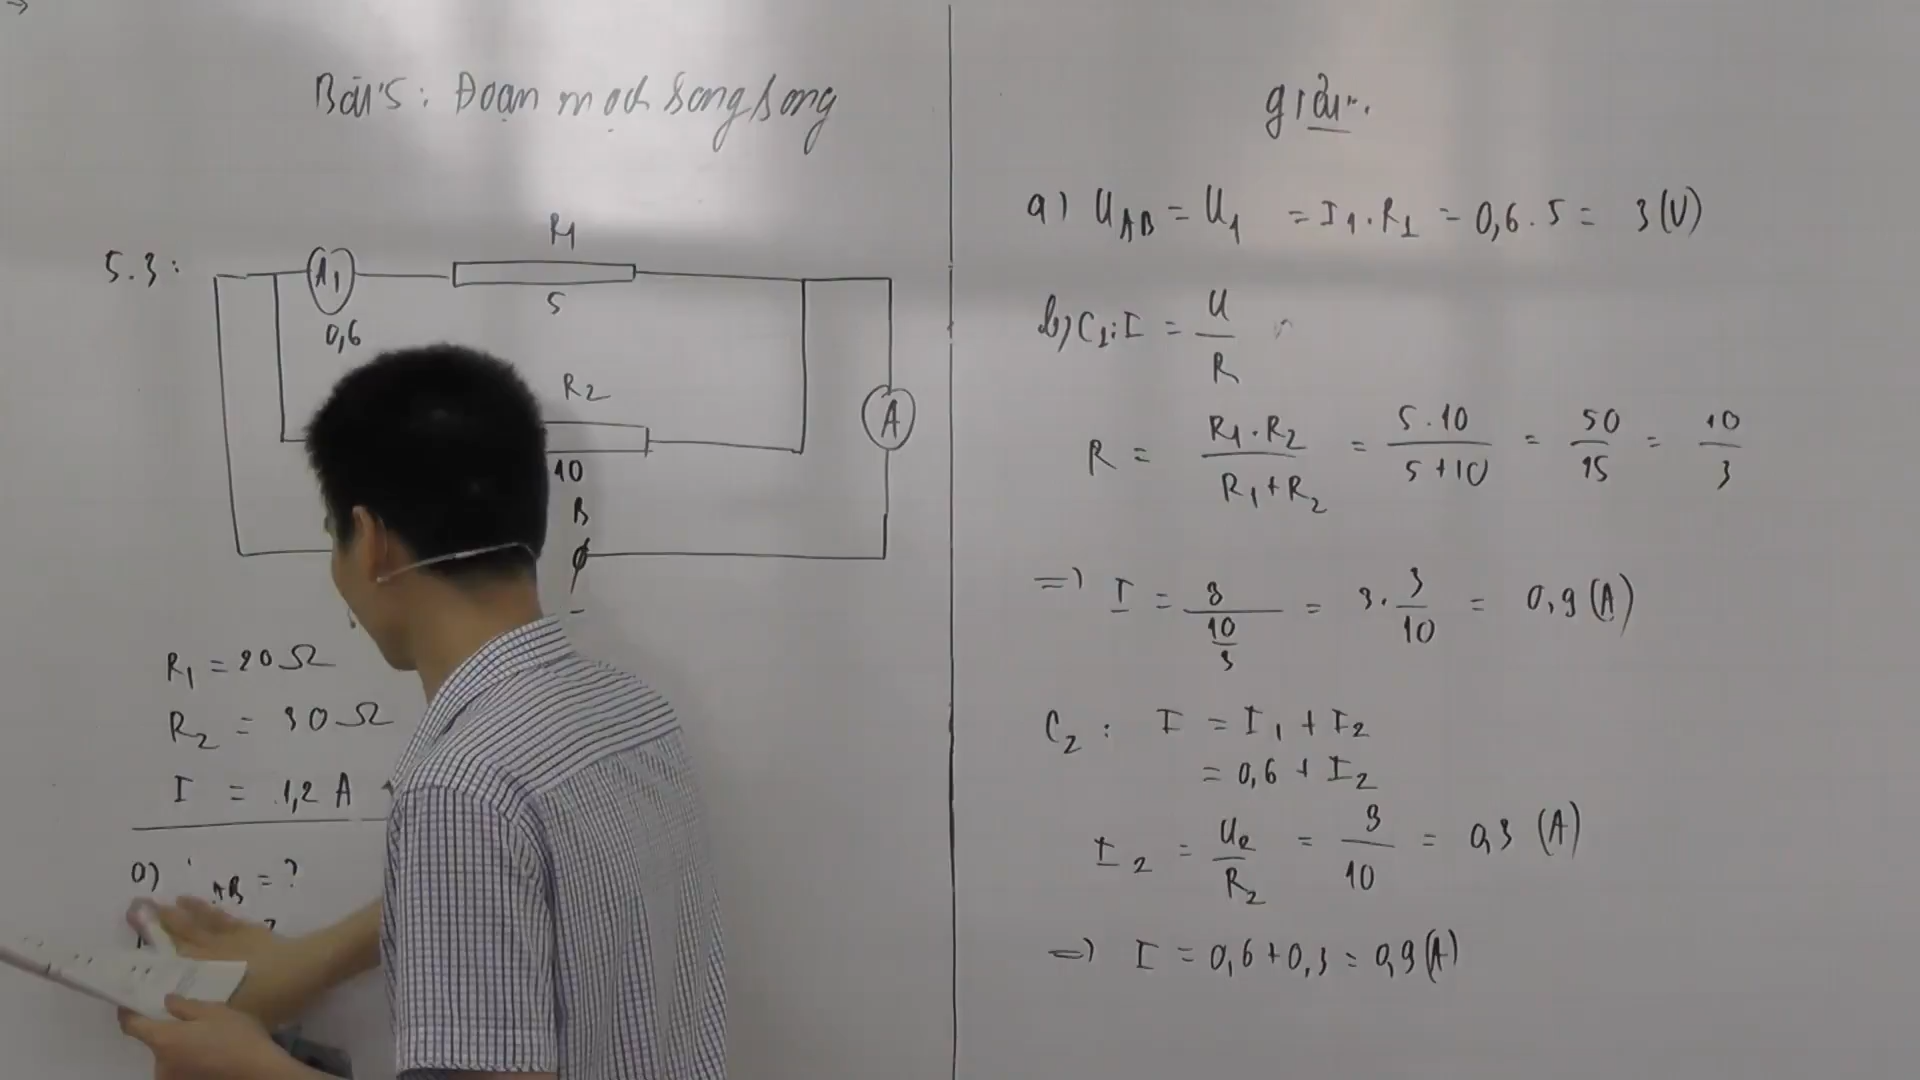 Bài 5: Đoạn mạch song song
5.3:
R1
A1
5
0,6
R2
A
10
B
-
R1 = 20 Ω
R2 = 30 Ω
I = 1,2 A
a) AB = ?
?
giải.
a) UAB = U1 = I1 . R1 = 0,6 . 5 = 3 (V)
b) C1: I = U / R
R = R1 . R2 / R1 + R2 = 5 . 10 / 5 + 10 = 50 / 15 = 10 / 3
=> I = 3 / 10/3 = 3 . 3/10 = 0,9 (A)
C2 : I = I1 + I2
= 0,6 + I2
I2 = U2 / R2 = 3 / 10 = 0,3 (A)
=> I = 0,6 + 0,3 = 0,9 (A)